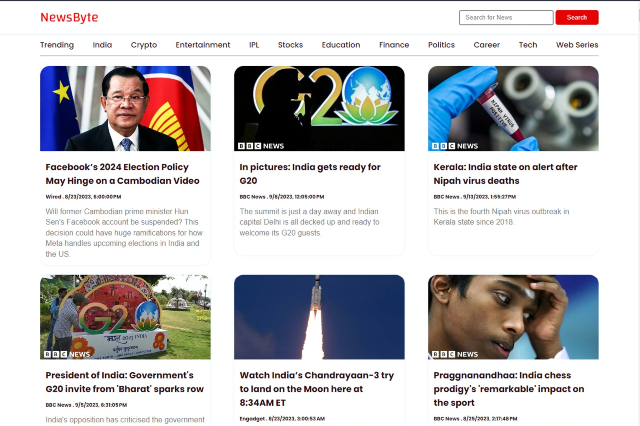 NewsByte
Search for News
Search
Trending India Crypto Entertainment IPL Stocks Education Finance Politics Career Tech Web Series
G20
NIPAH VIRUS
POSITIVE
BBC NEWS
BBC NEWS
Facebook's 2024 Election Policy
May Hinge on a Cambodian Video
Wired . 8/23/2023, 6:00:00 PM
Will former Cambodian prime minister Hun
Sen's Facebook account be suspended? This
decision could have huge ramifications for how
Meta handles upcoming elections in India and
the US.
In pictures: India gets ready for
G20
BBC News . 9/8/2023, 12:05:00 PM
The summit is just a day away and Indian
capital Delhi is all decked up and ready to
welcome its G20 guests.
Kerala: India state on alert after
Nipah virus deaths
BBC News . 9/13/2023, 1:55:27 PM
This is the fourth Nipah virus outbreak in
Kerala state since 2018.
G20
BBC NEWS
BBC NEWS
President of India: Government's
G20 invite from 'Bharat' sparks row
BBC News . 9/5/2023, 6:31:05 PM
India's opposition has criticised the government
Watch India's Chandrayaan-3 try
to land on the Moon here at
8:34AM ET
Engadget . 8/23/2023, 3:00:53 AM
Praggnanandhaa: India chess
prodigy's 'remarkable' impact on
the sport
BBC News . 8/25/2023, 2:17:48 PM